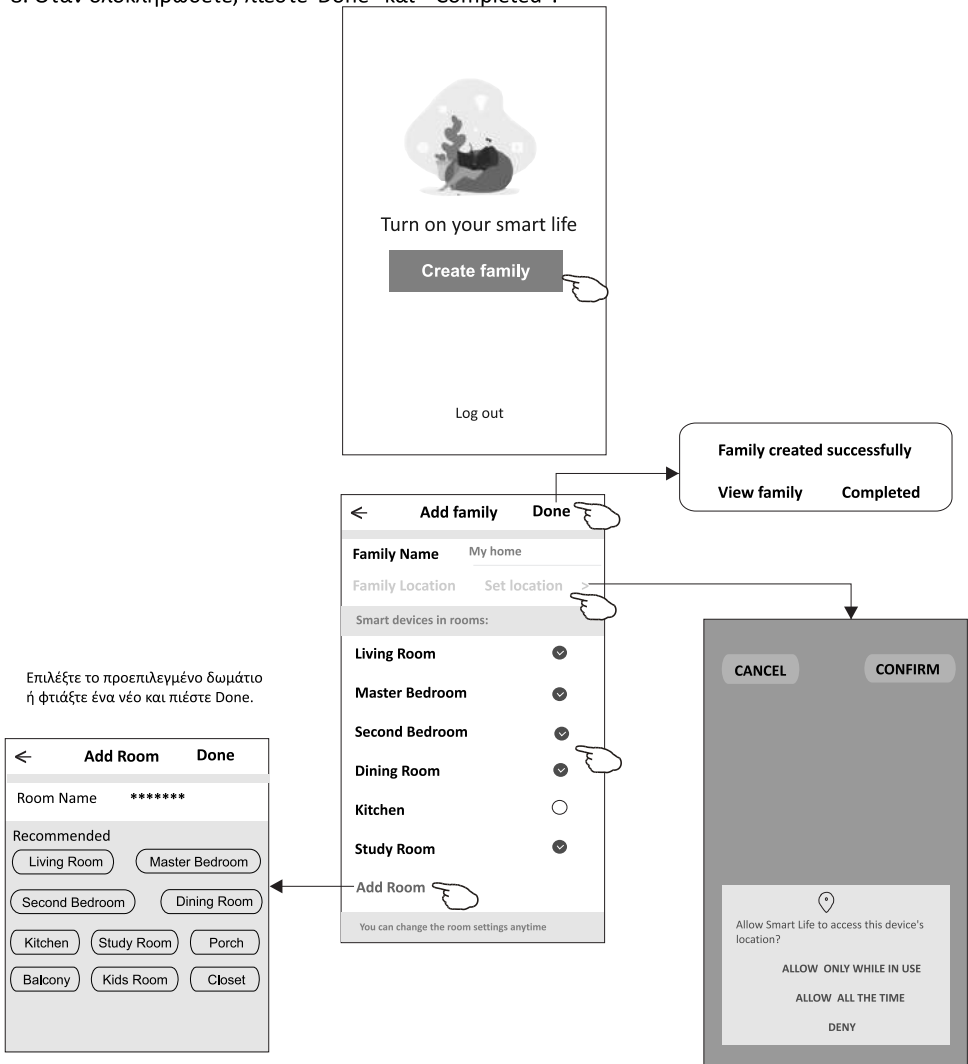 Turn on your smart life
Create family
Log out
Family created successfully
View family Completed
Add family Done
Family Name My home
Family Location Set location >
Smart devices in rooms:
Living Room
Master Bedroom
Second Bedroom
Dining Room
Kitchen
Study Room
Add Room
You can change the room settings anytime
Επιλέξτε το προεπιλεγμένο δωμάτιο
ή φτιάξτε ένα νέο και πιέστε Done.
Add Room Done
Room Name *******
Recommended
Living Room Master Bedroom
Second Bedroom Dining Room
Kitchen Study Room Porch
Balcony Kids Room Closet
CANCEL CONFIRM
Allow Smart Life to access this device's
location?
ALLOW ONLY WHILE IN USE
ALLOW ALL THE TIME
DENY